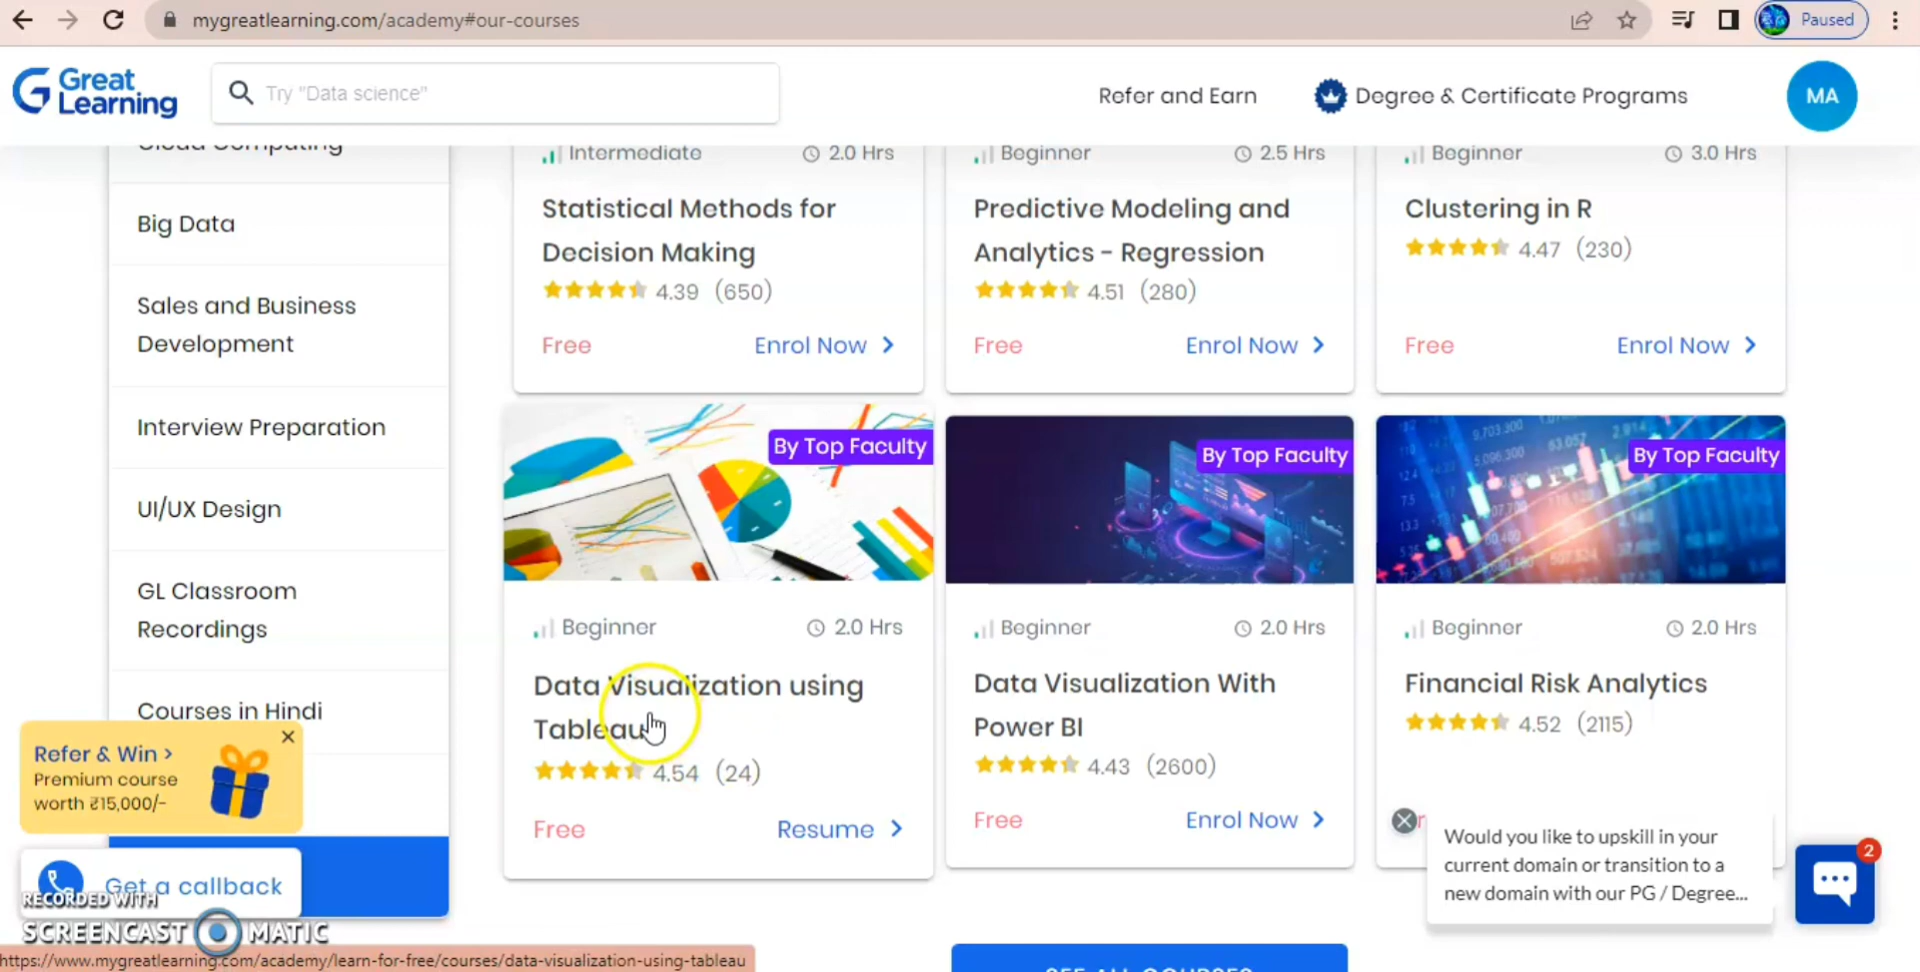 mygreatlearning.com/academy#our-courses
Paused
Great
Learning
Try "Data science"
Refer and Earn
Degree & Certificate Programs
MA
Cloud Computing
Big Data
Sales and Business
Development
Interview Preparation
UI/UX Design
GL Classroom
Recordings
Courses in Hindi
Intermediate
2.0 Hrs
Statistical Methods for
Decision Making
4.39 (650)
Free
Enrol Now
Beginner
2.5 Hrs
Predictive Modeling and
Analytics - Regression
4.51 (280)
Free
Enrol Now
Beginner
3.0 Hrs
Clustering in R
4.47 (230)
Free
Enrol Now
By Top Faculty
Beginner
2.0 Hrs
Data Visualization using
Tableau
4.54 (24)
Free
Resume
By Top Faculty
Beginner
2.0 Hrs
Data Visualization With
Power BI
4.43 (2600)
Free
Enrol Now
By Top Faculty
Beginner
2.0 Hrs
Financial Risk Analytics
4.52 (2115)
Refer & Win >
Premium course
worth ₹15,000/-
Get a callback
RECORDED WITH
SCREENCAST MATIC
Would you like to upskill in your
current domain or transition to a
new domain with our PG / Degree...
2
SEE ALL COURSES
https://www.mygreatlearning.com/academy/learn-for-free/courses/data-visualization-using-tableau